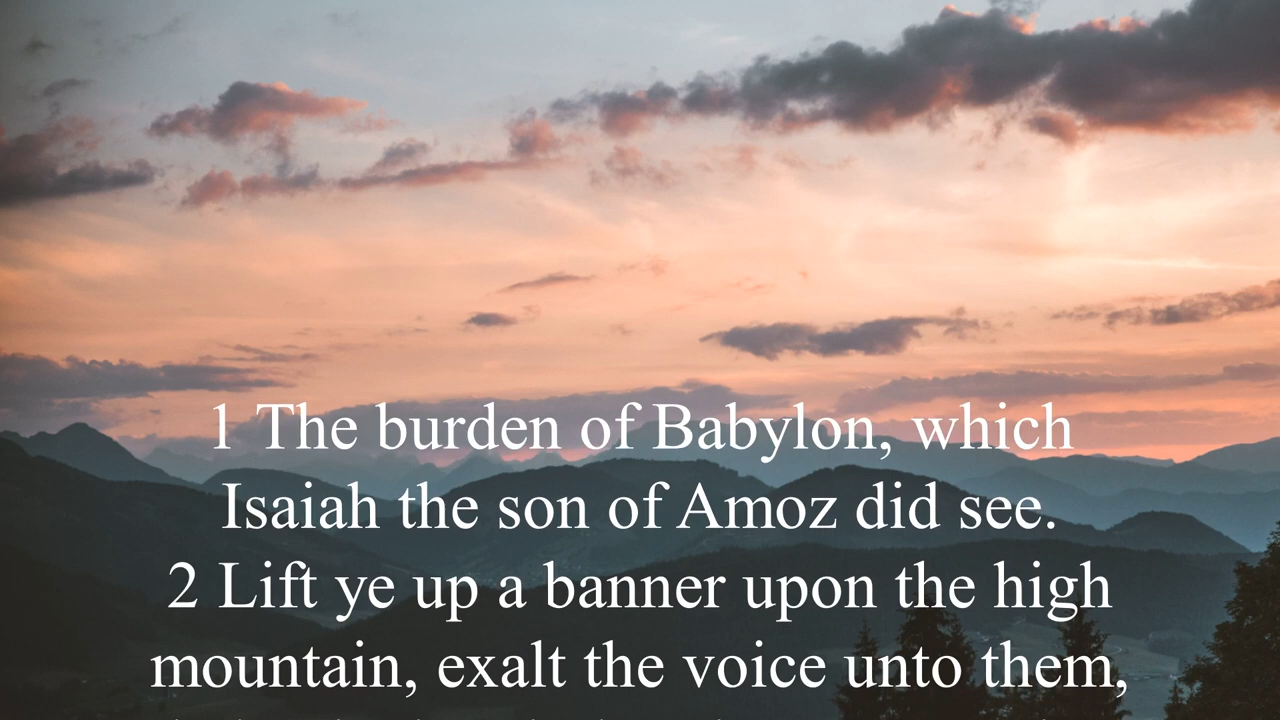 1 The burden of Babylon, which
Isaiah the son of Amoz did see.
2 Lift ye up a banner upon the high
mountain, exalt the voice unto them,